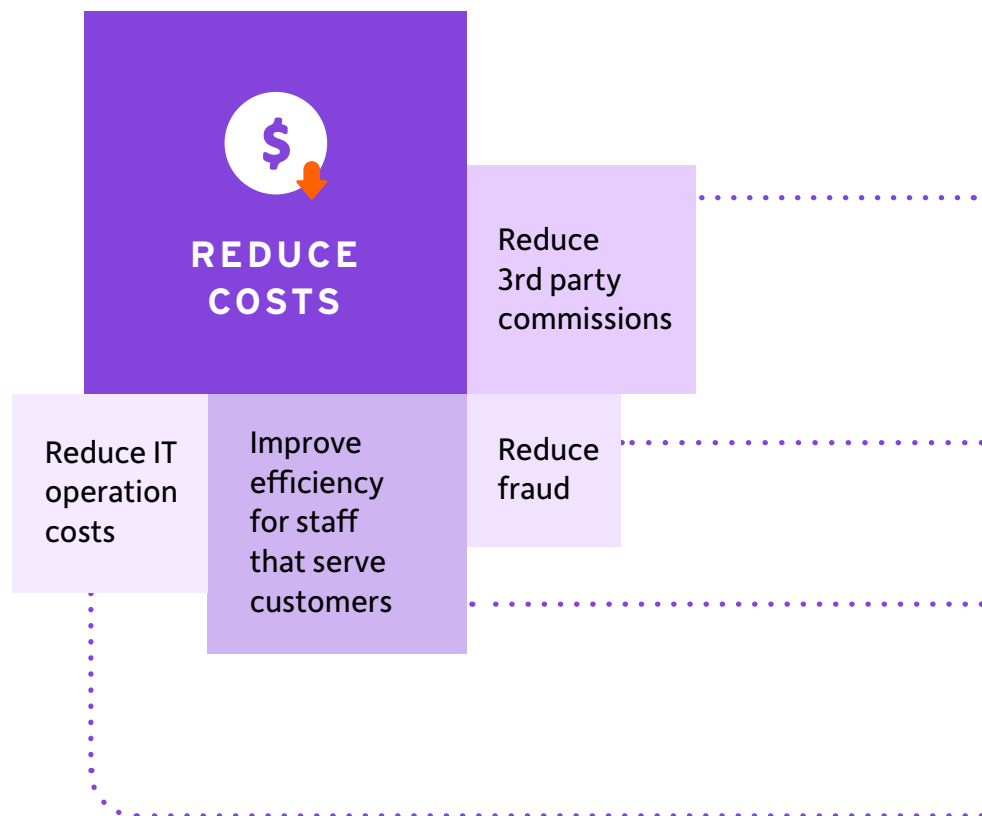 $
REDUCE
COSTS
Reduce
3rd party
commissions
Reduce IT
operation
costs
Improve
efficiency
for staff
that serve
customers
Reduce
fraud